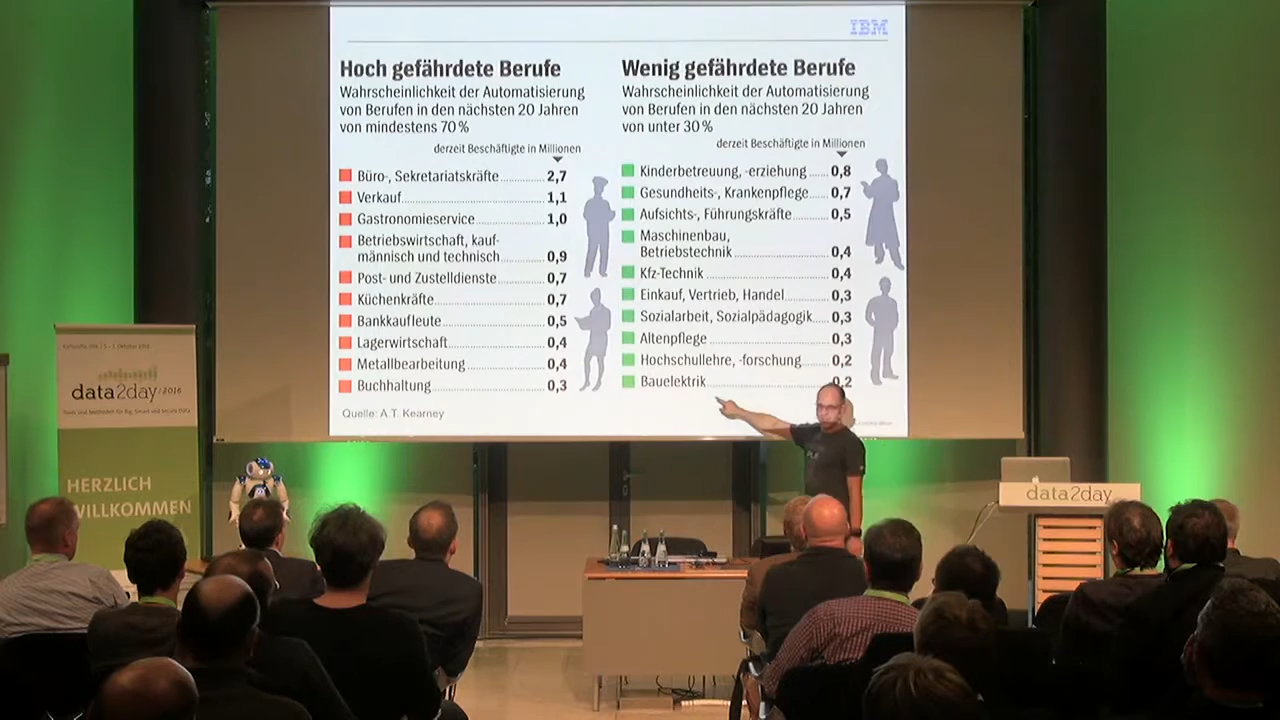 IBM
Hoch gefährdete Berufe
Wahrscheinlichkeit der Automatisierung
von Berufen in den nächsten 20 Jahren
von mindestens 70 %
derzeit Beschäftigte in Millionen
Büro-, Sekretariatskräfte 2,7
Verkauf 1,1
Gastronomieservice 1,0
Betriebswirtschaft, kauf-
männisch und technisch 0,9
Post- und Zustelldienste 0,7
Küchenkräfte 0,7
Bankkaufleute 0,5
Lagerwirtschaft 0,4
Metallbearbeitung 0,4
Buchhaltung 0,3
Quelle: A.T. Kearney
Wenig gefährdete Berufe
Wahrscheinlichkeit der Automatisierung
von Berufen in den nächsten 20 Jahren
von unter 30 %
derzeit Beschäftigte in Millionen
Kinderbetreuung, -erziehung 0,8
Gesundheits-, Krankenpflege 0,7
Aufsichts-, Führungskräfte 0,5
Maschinenbau,
Betriebstechnik 0,4
Kfz-Technik 0,4
Einkauf, Vertrieb, Handel 0,3
Sozialarbeit, Sozialpädagogik 0,3
Altenpflege 0,3
Hochschullehre, -forschung 0,2
Bauelektrik 0,2
data2day/2016
HERZLICH
WILLKOMMEN
data2day